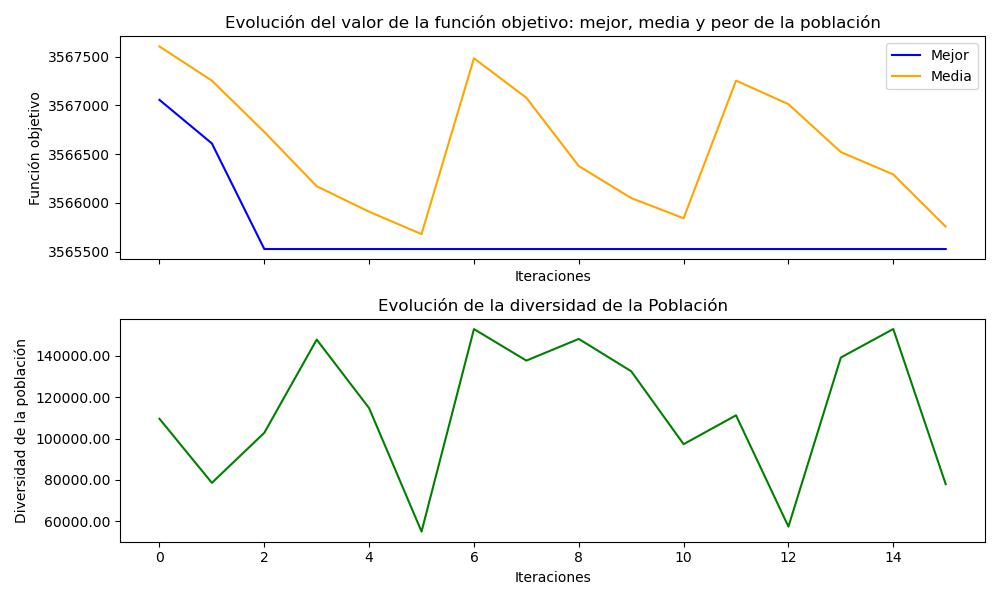 Evolución del valor de la función objetivo: mejor, media y peor de la población
Función objetivo
3567500
3567000
3566500
3566000
3565500
Mejor
Media
Iteraciones
Evolución de la diversidad de la Población
Diversidad de la población
140000.00
120000.00
100000.00
80000.00
60000.00
0 2 4 6 8 10 12 14
Iteraciones